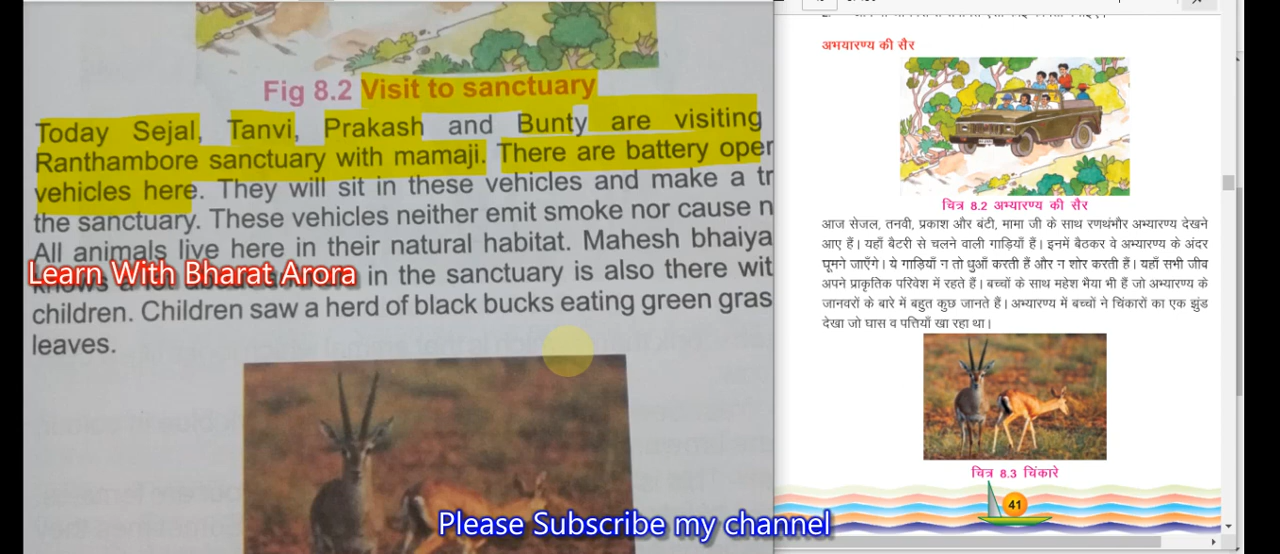 Fig 8.2 Visit to sanctuary
Today Sejal, Tanvi, Prakash and Bunty are visiting
Ranthambore sanctuary with mamaji. There are battery oper
vehicles here. They will sit in these vehicles and make a tr
the sanctuary. These vehicles neither emit smoke nor cause n
All animals live here in their natural habitat. Mahesh bhaiya
in the sanctuary is also there wit
children. Children saw a herd of black bucks eating green gras
leaves.
Learn With Bharat Arora
Please Subscribe my channel
अभयारण्य की सैर
चित्र 8.2 अभ्यारण्य की सैर
आज सेजल, तनवी, प्रकाश और बंटी, मामा जी के साथ रणथंभौर अभ्यारण्य देखने
आए हैं। यहाँ बैटरी से चलने वाली गाड़ियाँ हैं। इनमें बैठकर वे अभ्यारण्य के अंदर
घूमने जाएँगे। ये गाड़ियाँ न तो धुआँ करती हैं और न शोर करती हैं। यहाँ सभी जीव
अपने प्राकृतिक परिवेश में रहते हैं। बच्चों के साथ महेश भैया भी हैं जो अभ्यारण्य के
जानवरों के बारे में बहुत कुछ जानते हैं। अभ्यारण्य में बच्चों ने चिंकारों का एक झुंड
देखा जो घास व पत्तियाँ खा रहा था।
चित्र 8.3 चिंकारे
41